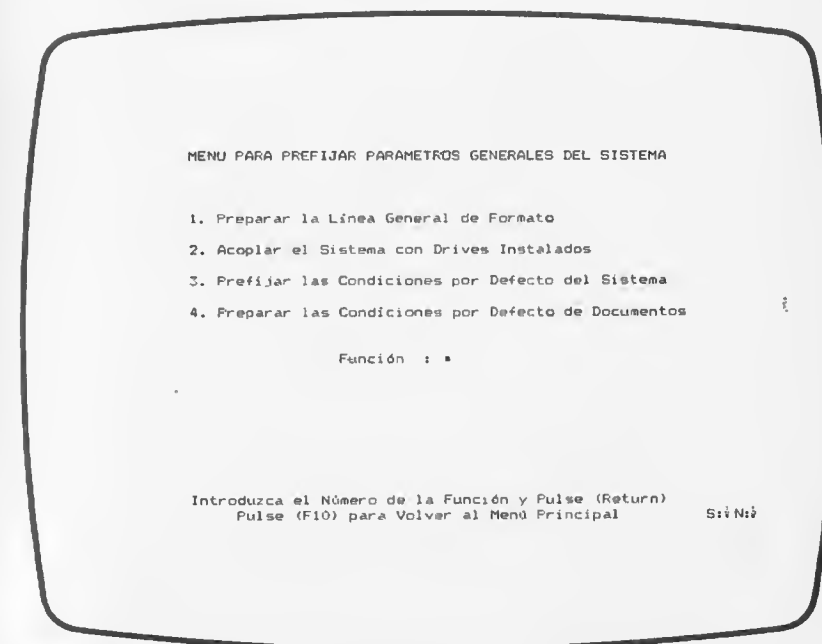 MENU PARA PREFIJAR PARAMETROS GENERALES DEL SISTEMA
1. Preparar la Línea General de Formato
2. Acoplar el Sistema con Drives Instalados
3. Prefijar las Condiciones por Defecto del Sistema
4. Preparar las Condiciones por Defecto de Documentos
Función :
Introduzca el Número de la Función y Pulse (Return)
Pulse (F10) para Volver al Menú Principal
S: N: